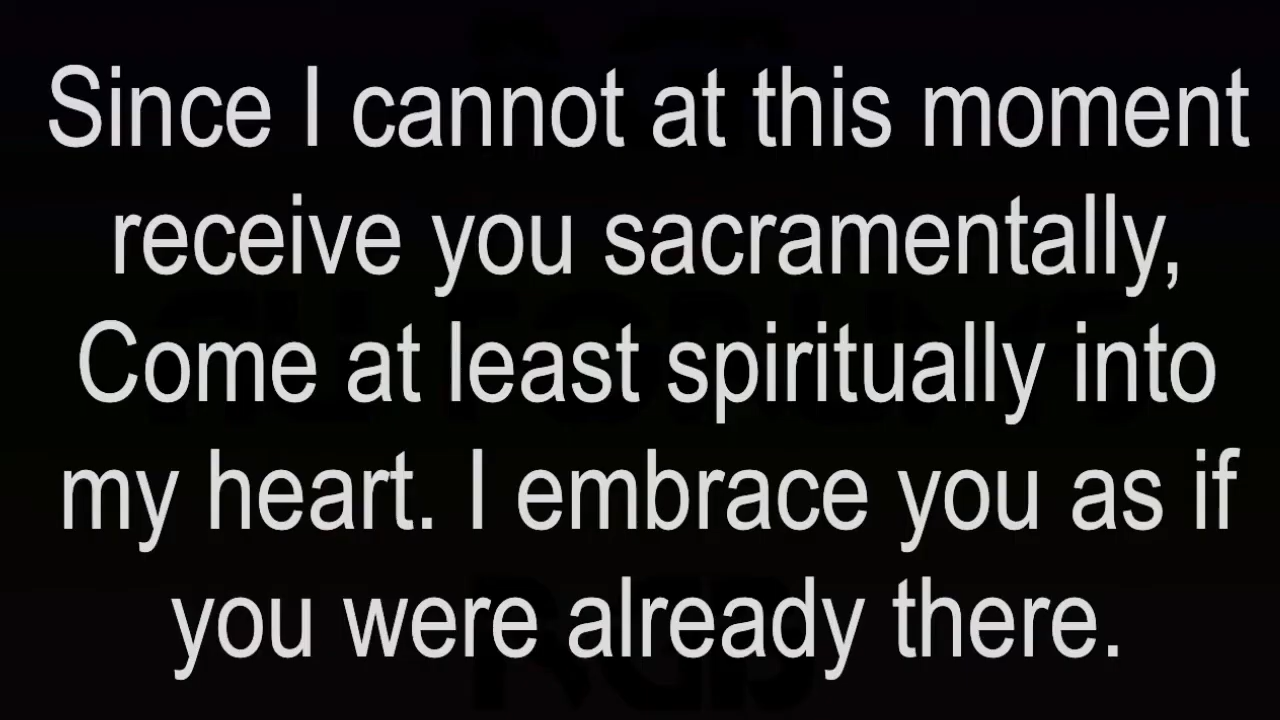 Since I cannot at this moment
receive you sacramentally,
Come at least spiritually into
my heart. I embrace you as if
you were already there.